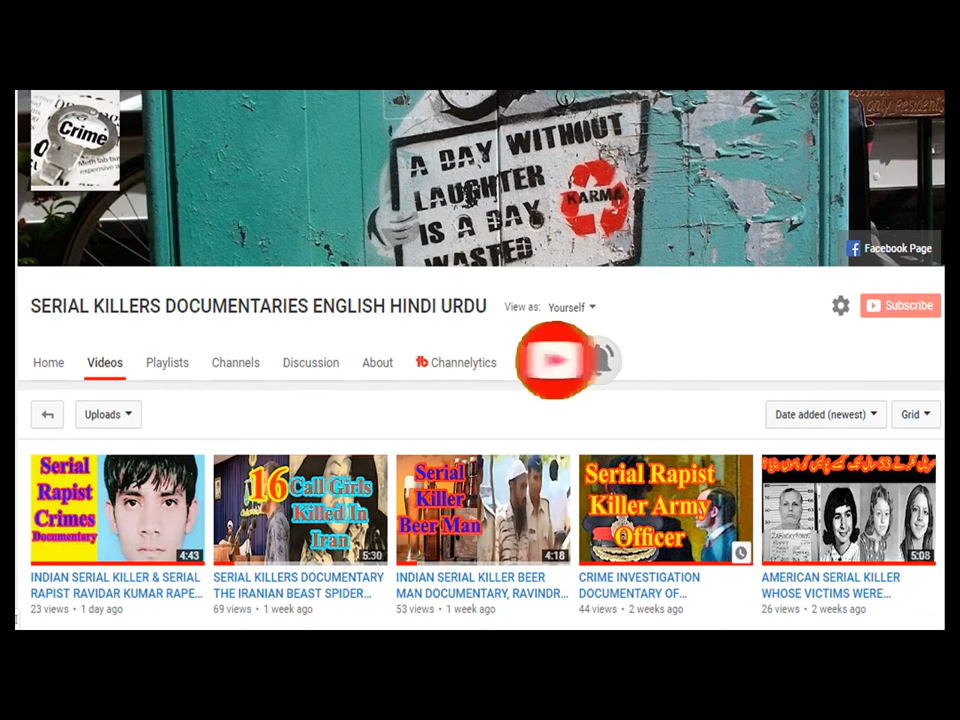 Crime
Meth lab bu
expensive a
A DAY WITHOUT
LAUGHTER
IS A DAY
WASTED
KARMA
only Resident
Facebook Page
SERIAL KILLERS DOCUMENTARIES ENGLISH HINDI URDU
View as: Yourself
Subscribe
Home Videos Playlists Channels Discussion About Channelytics
Uploads
Date added (newest)
Grid
Serial
Rapist
Crimes
Documentary
4:43
INDIAN SERIAL KILLER & SERIAL
RAPIST RAVIDAR KUMAR RAPE...
23 views • 1 day ago
16 Call Girls
Killed In
Iran
5:30
SERIAL KILLERS DOCUMENTARY
THE IRANIAN BEAST SPIDER...
69 views • 1 week ago
Serial
Killer
Beer Man
4:18
INDIAN SERIAL KILLER BEER
MAN DOCUMENTARY, RAVINDR...
53 views • 1 week ago
Serial Rapist
Killer Army
Officer
CRIME INVESTIGATION
DOCUMENTARY OF...
44 views • 2 weeks ago
5:08
AMERICAN SERIAL KILLER
WHOSE VICTIMS WERE...
26 views • 2 weeks ago